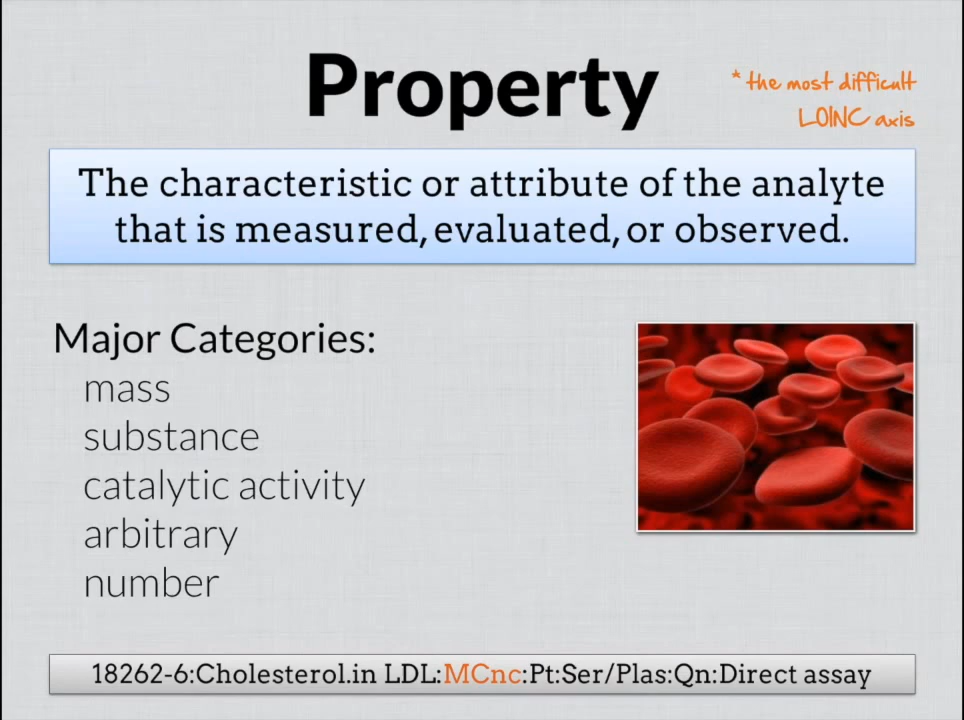 Property
* the most difficult
LOINC axis
The characteristic or attribute of the analyte
that is measured, evaluated, or observed.
Major Categories:
mass
substance
catalytic activity
arbitrary
number
18262-6:Cholesterol.in LDL:MCnc:Pt:Ser/Plas:Qn:Direct assay